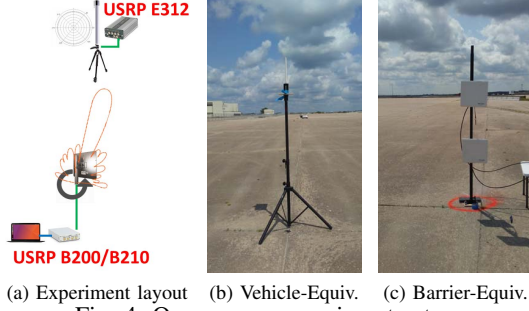 USRP E312
USRP B200/B210
(a) Experiment layout (b) Vehicle-Equiv. (c) Barrier-Equiv.